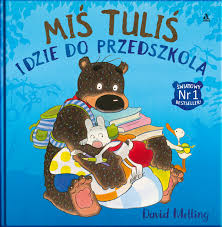 MIŚ TULIŚ
IDZIE DO PRZEDSZKOLA
ŚWIATOWY
Nr 1
BESTSELLER!
David Melling